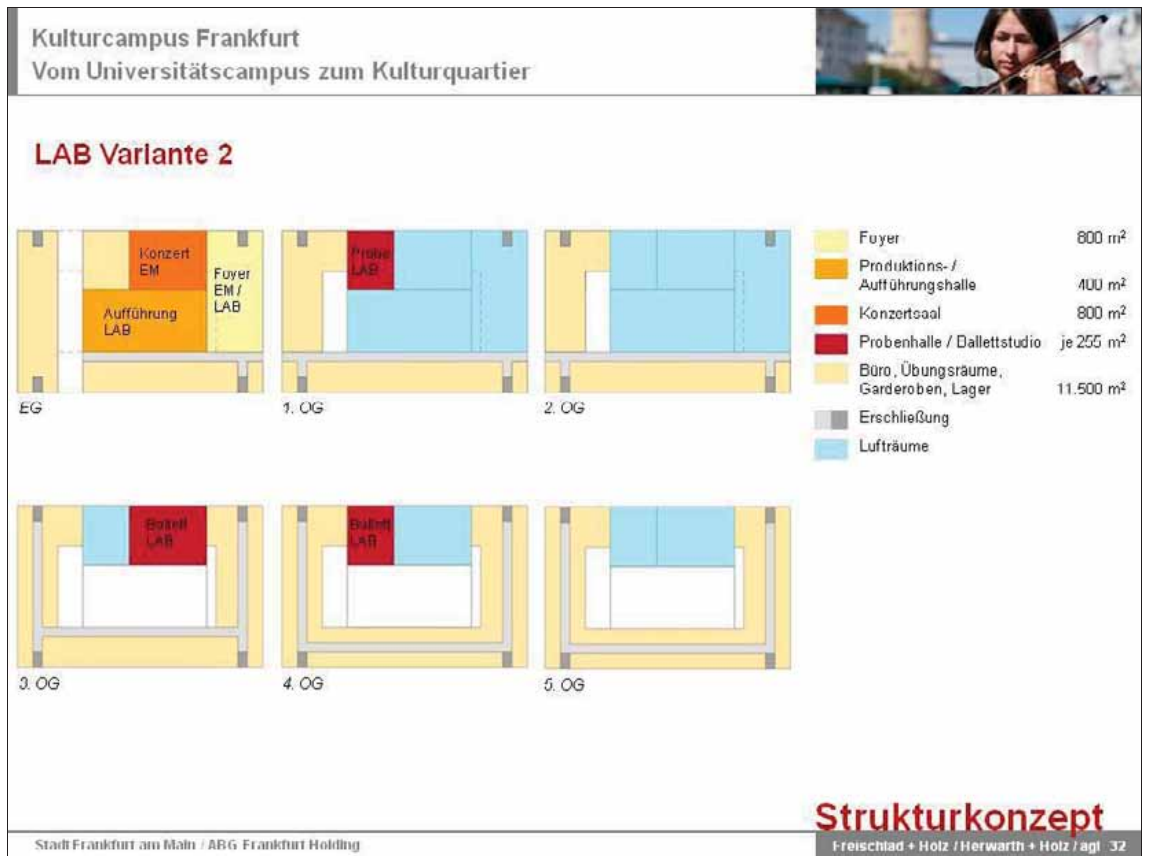 Kulturcampus Frankfurt
Vom Universitätscampus zum Kulturquartier
LAB Variante 2
Konzert
EM
Foyer
EM /
LAB
Aufführung
LAB
EG
Probe
LAB
1. OG
2. OG
Foyer 800 m²
Produktions- /
Aufführungshalle 400 m²
Konzertsaal 800 m²
Probenhalle / Ballettstudio je 255 m²
Büro, Übungsräume,
Garderoben, Lager 11.500 m²
Erschließung
Lufträume
Ballett
LAB
3. OG
Ballett
LAB
4. OG
5. OG
Strukturkonzept
Stadt Frankfurt am Main / ABG Frankfurt Holding
Freischlad + Holz / Herwarth + Holz / agl 32